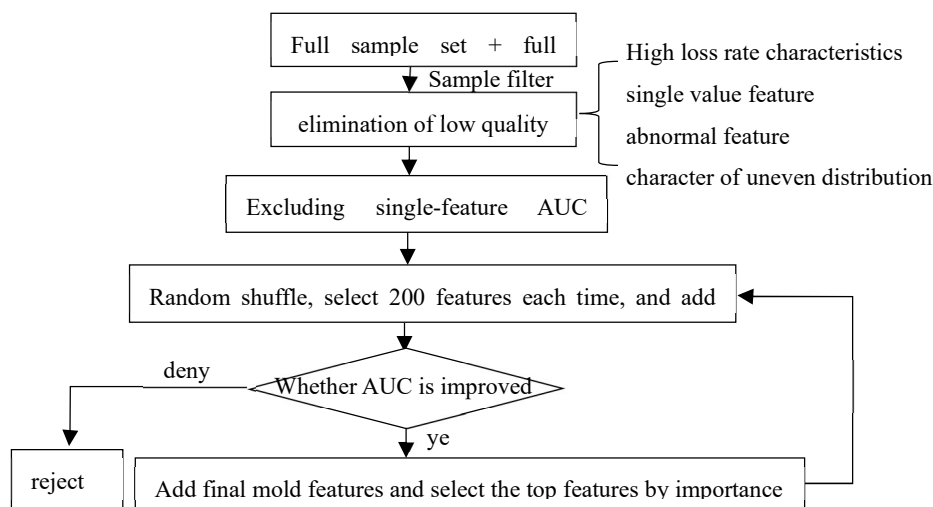 Full sample set + full
Sample filter
elimination of low quality
High loss rate characteristics
single value feature
abnormal feature
character of uneven distribution
Excluding single-feature AUC
Random shuffle, select 200 features each time, and add
Whether AUC is improved
deny
ye
reject
Add final mold features and select the top features by importance